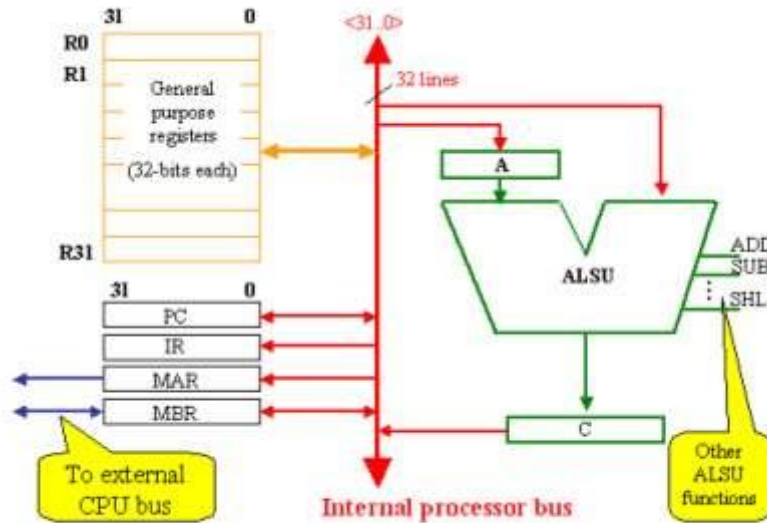 31 0
<31..0>
R0
R1
32 lines
General
purpose
registers
(32-bits each)
A
R31
ALSU
ADD
SUB
SHL
31 0
PC
IR
MAR
MBR
C
To external
CPU bus
Other
ALSU
functions
Internal processor bus